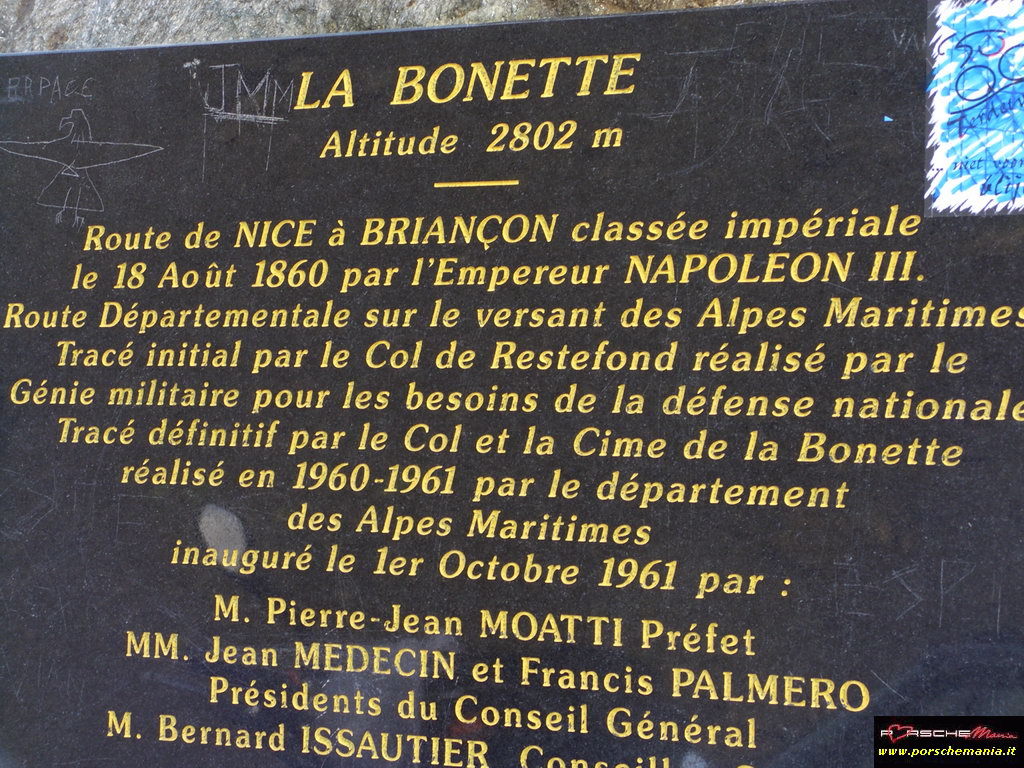 ERPACE
JMM
LA BONETTE
Altitude 2802 m
Route de NICE à BRIANÇON classée impériale
le 18 Août 1860 par l'Empereur NAPOLEON III.
Route Départementale sur le versant des Alpes Maritimes
Tracé initial par le Col de Restefond réalisé par le
Génie militaire pour les besoins de la défense nationale
Tracé définitif par le Col et la Cime de la Bonette
réalisé en 1960-1961 par le département
des Alpes Maritimes
inauguré le 1er Octobre 1961 par :
M. Pierre-Jean MOATTI Préfet
MM. Jean MEDECIN et Francis PALMERO
Présidents du Conseil Général
M. Bernard ISSAUTIER
PORSCHE Mania
www.porschemania.it